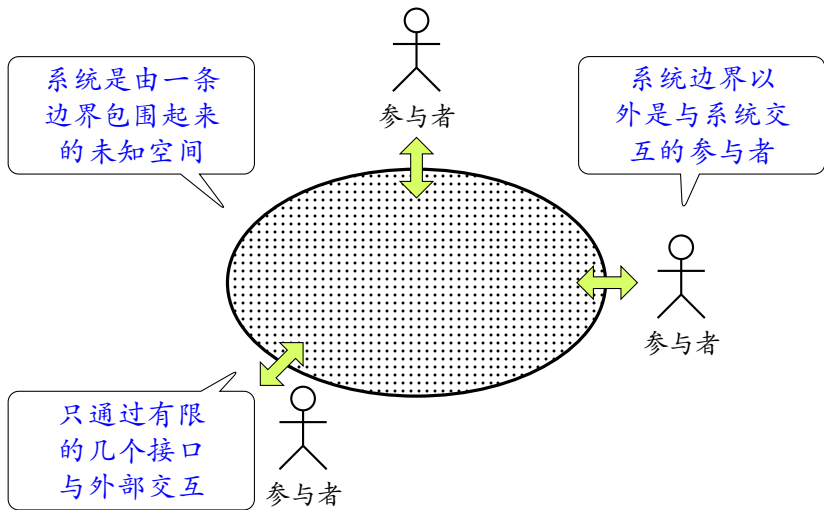 系统是由一条
边界包围起来
的未知空间
参与者
系统边界以
外是与系统交
互的参与者
参与者
只通过有限
的几个接口
与外部交互
参与者